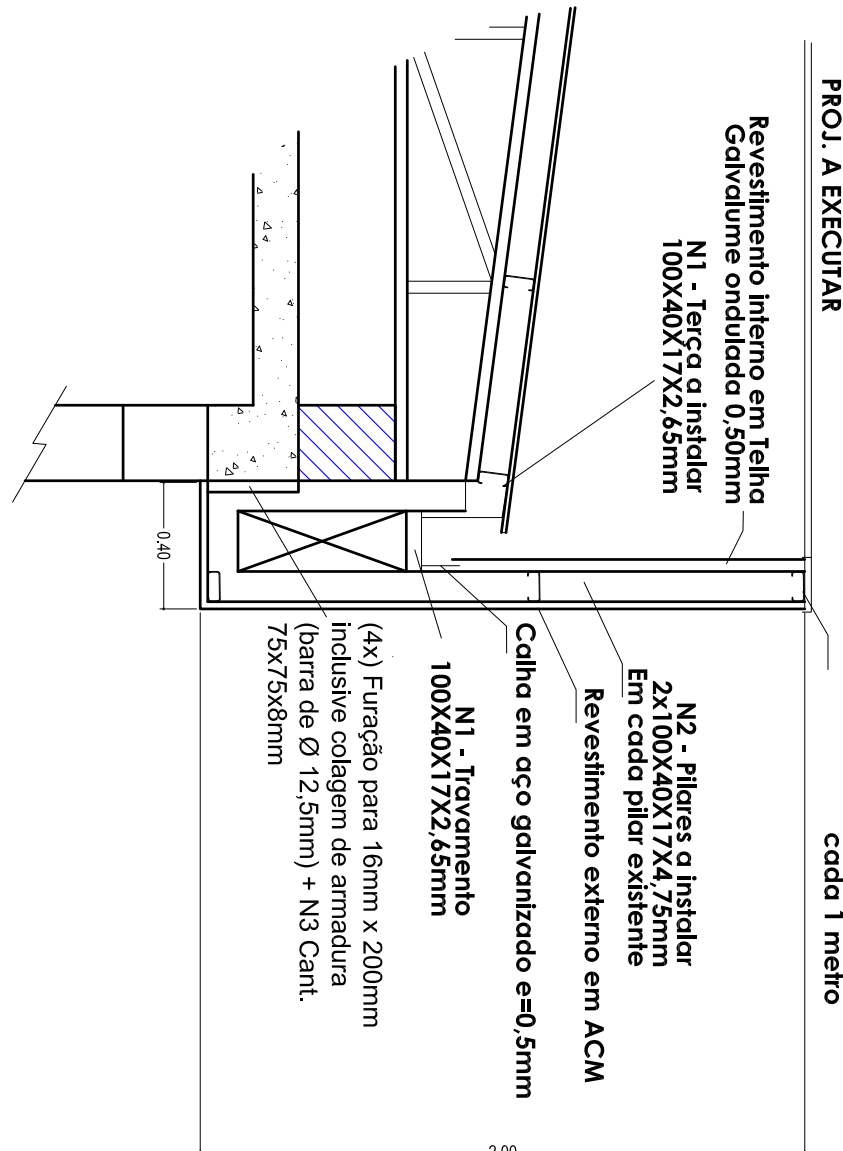 PROJ. A EXECUTAR
cada 1 metro
Revestimento interno em Telha
Galvalume ondulada 0,50mm
N1 - Terça a instalar
100X40X17X2,65mm
N2 - Pilares a instalar
2x100X40X17X4,75mm
Em cada pilar existente
Revestimento externo em ACM
Calha em aço galvanizado e=0,5mm
N1 - Travamento
100X40X17X2,65mm
(4x) Furação para 16mm x 200mm
inclusive colagem de armadura
(barra de Ø 12,5mm) + N3 Cant.
75x75x8mm
0.40